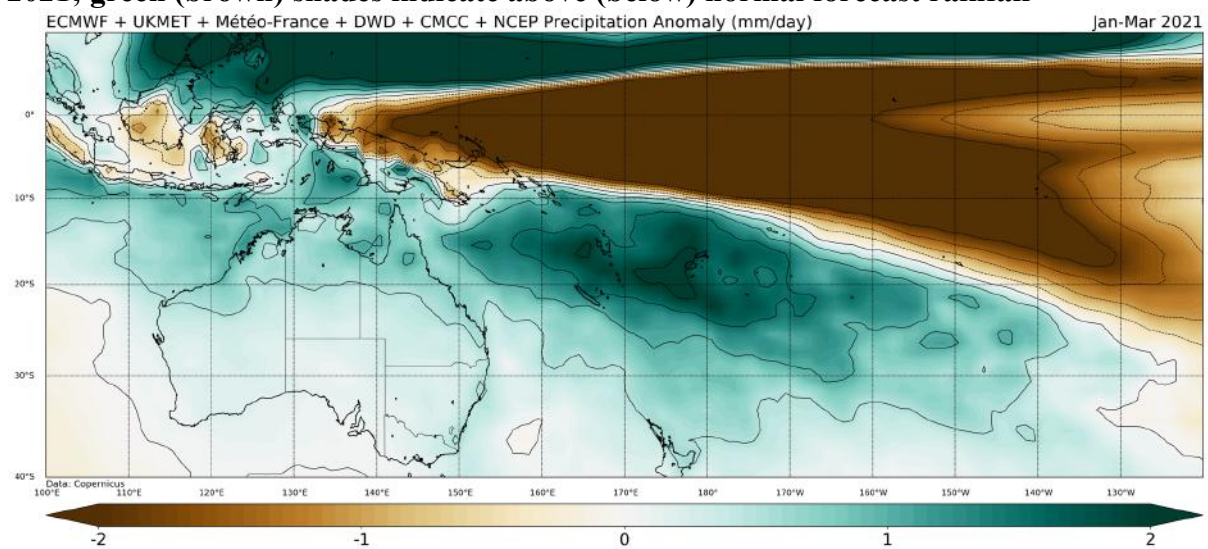 2021; green (brown) shades indicate above (below) normal forecast rainfall
ECMWF + UKMET + Météo-France + DWD + CMCC + NCEP Precipitation Anomaly (mm/day) Jan-Mar 2021
0°
10°S
20°S
30°S
40°S
Data: Copernicus
100°E 110°E 120°E 130°E 140°E 150°E 160°E 170°E 180° 170°W 160°W 150°W 140°W 130°W
-2 -1 0 1 2